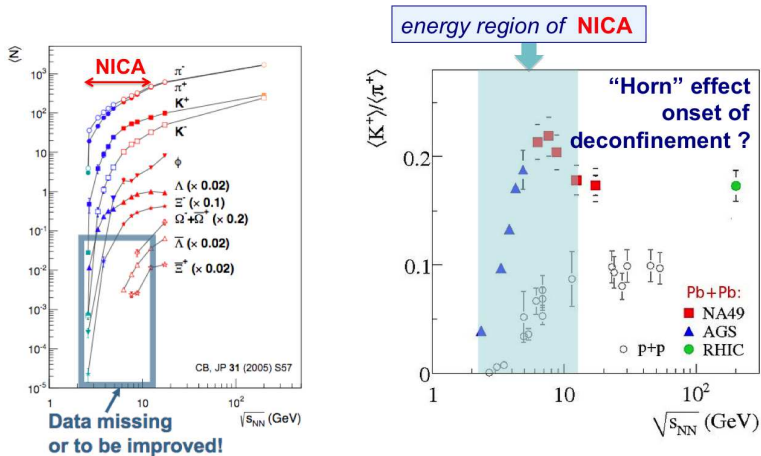 energy region of NICA
⟨N⟩
NICA
10³
10²
10
1
10⁻¹
10⁻²
10⁻³
10⁻⁴
10⁻⁵
π⁻
π⁺
K⁺
K⁻
ϕ
Λ (× 0.02)
Ξ⁻ (× 0.1)
Ω⁻+Ω̅⁺ (× 0.2)
Λ̅ (× 0.02)
Ξ̅⁺ (× 0.02)
CB, JP 31 (2005) S57
1 10 10²
√sNN (GeV)
Data missing
or to be improved!
⟨K⁺⟩/⟨π⁺⟩
0.2
0.1
0
“Horn” effect
onset of
deconfinement ?
Pb+Pb:
NA49
AGS
p+p
RHIC
1 10 10²
√sNN (GeV)